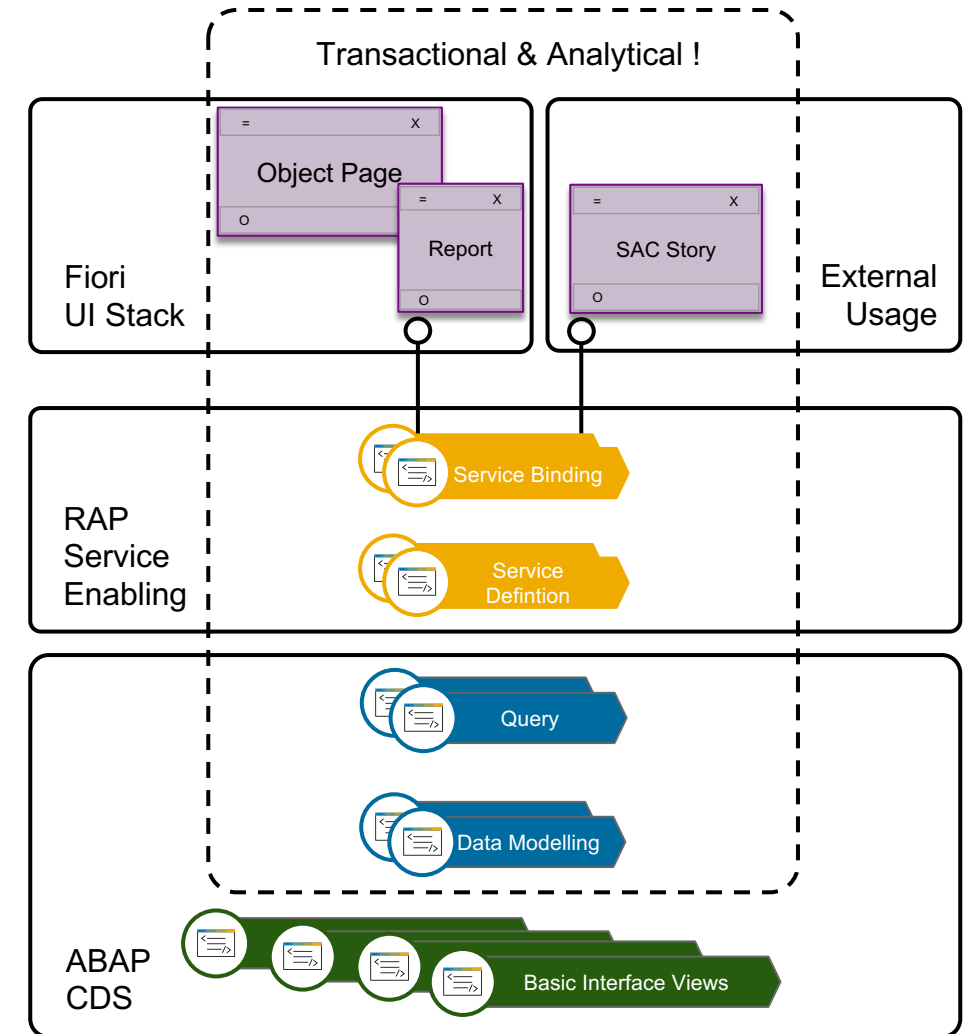 Transactional & Analytical !
= X
Object Page
O
= X
Report
O
= X
SAC Story
O
Fiori
UI Stack
External
Usage
Service Binding
RAP
Service
Enabling
Service
Defintion
Query
Data Modelling
ABAP
CDS
Basic Interface Views